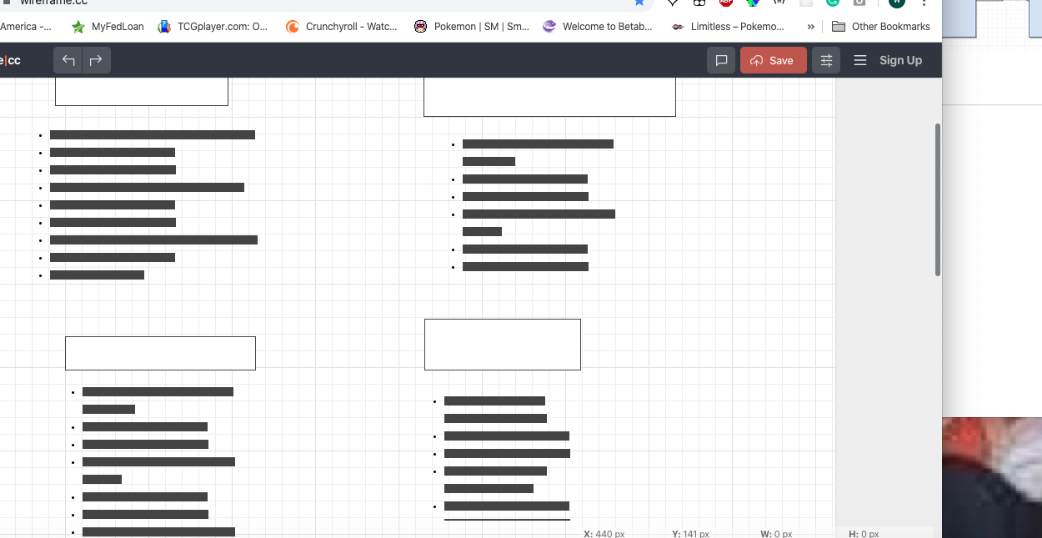 wireframe.cc
America -...
MyFedLoan
TCGplayer.com: O...
Crunchyroll - Watc...
Pokemon | SM | Sm...
Welcome to Betab...
Limitless – Pokemo...
»
Other Bookmarks
e|cc
Save
Sign Up
X: 440 px
Y: 141 px
W: 0 px
H: 0 px